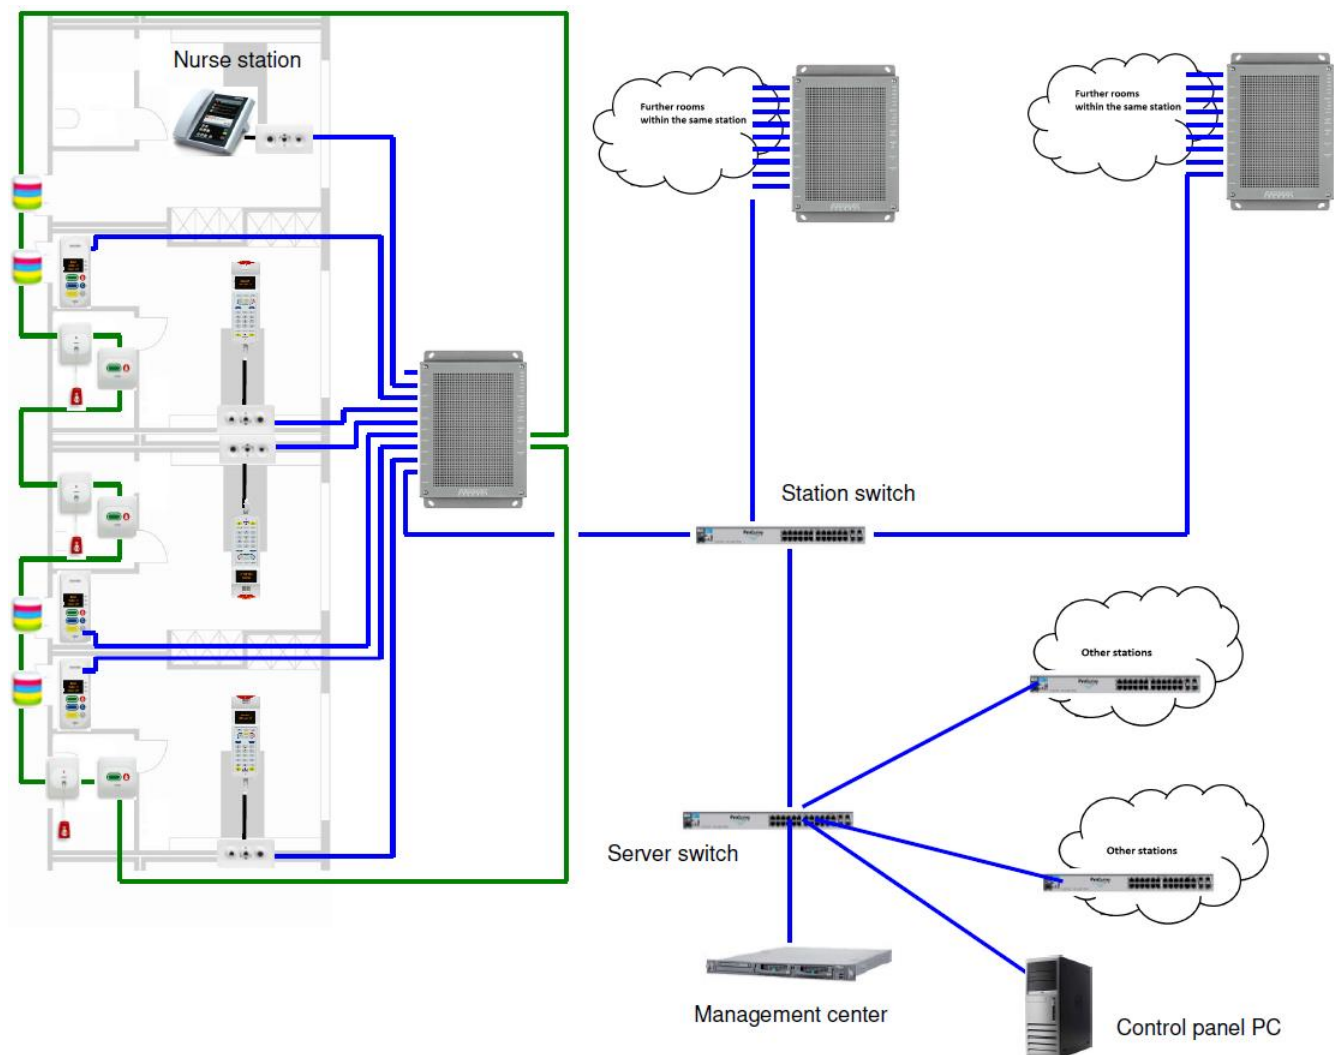 Nurse station
Further rooms
within the same station
Further rooms
within the same station
Station switch
Other stations
Server switch
Other stations
Management center
Control panel PC